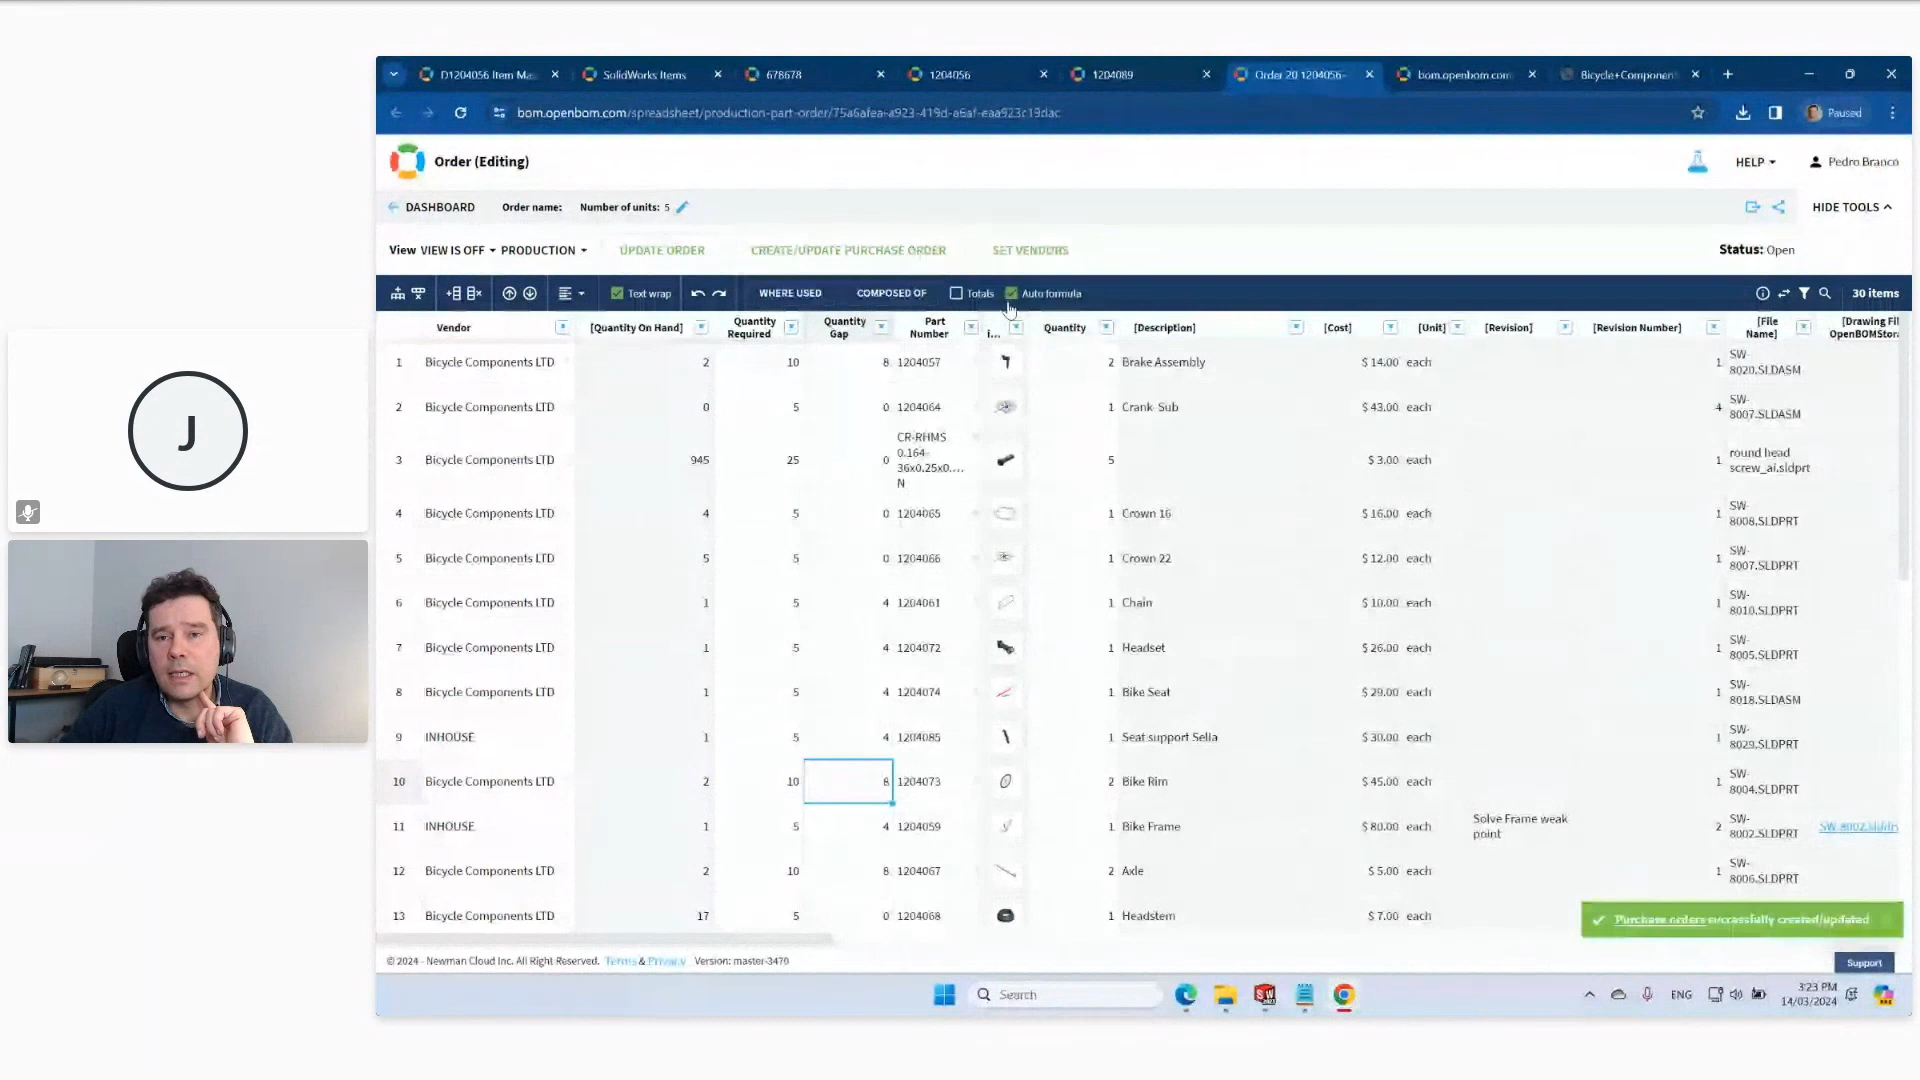 D1204056 Item Ma
SolidWorks Items
678678
1204056
1204089
Order 20 1204056-
bom.openbom.com
Bicycle+Component
bom.openbom.com/spreadsheet/production-part-order/75a6afea-a923-419d-a6af-eaa923c19dac
Paused
Order (Editing)
HELP
Pedro Branco
DASHBOARD
Order name:
Number of units: 5
HIDE TOOLS
View VIEW IS OFF PRODUCTION
UPDATE ORDER
CREATE/UPDATE PURCHASE ORDER
SET VENDORS
Status: Open
Text wrap
WHERE USED
COMPOSED OF
Totals
Auto formula
30 items
Vendor
[Quantity On Hand]
Quantity Required
Quantity Gap
Part Number
i...
Quantity
[Description]
[Cost]
[Unit]
[Revision]
[Revision Number]
[File Name]
[Drawing Fil
OpenBOMStora
1 Bicycle Components LTD 2 10 8 1204057 2 Brake Assembly $ 14.00 each 1 SW-8020.SLDASM
2 Bicycle Components LTD 0 5 0 1204064 1 Crank-Sub $ 43.00 each 4 SW-8007.SLDASM
3 Bicycle Components LTD 945 25 0 CR-RHMS 0.164-36x0.25x0.... N 5 $ 3.00 each 1 round head screw_ai.sldprt
4 Bicycle Components LTD 4 5 0 1204065 1 Crown 16 $ 16.00 each 1 SW-8008.SLDPRT
5 Bicycle Components LTD 5 5 0 1204066 1 Crown 22 $ 12.00 each 1 SW-8007.SLDPRT
6 Bicycle Components LTD 1 5 4 1204061 1 Chain $ 10.00 each 1 SW-8010.SLDPRT
7 Bicycle Components LTD 1 5 4 1204072 1 Headset $ 26.00 each 1 SW-8005.SLDPRT
8 Bicycle Components LTD 1 5 4 1204074 1 Bike Seat $ 29.00 each 1 SW-8018.SLDASM
9 INHOUSE 1 5 4 1204085 1 Seat support Sella $ 30.00 each 1 SW-8029.SLDPRT
10 Bicycle Components LTD 2 10 8 1204073 2 Bike Rim $ 45.00 each 1 SW-8004.SLDPRT
11 INHOUSE 1 5 4 1204059 1 Bike Frame $ 80.00 each Solve Frame weak point 2 SW-8002.SLDPRT SW-8002.sldpr
12 Bicycle Components LTD 2 10 8 1204067 2 Axle $ 5.00 each 1 SW-8006.SLDPRT
13 Bicycle Components LTD 17 5 0 1204068 1 Headstem $ 7.00 each
Purchase orders successfully created/updated
© 2024 - Newman Cloud Inc. All Right Reserved. Terms & Privacy Version: master-3470
Support
Search
SW
ENG
3:23 PM
14/03/2024
J